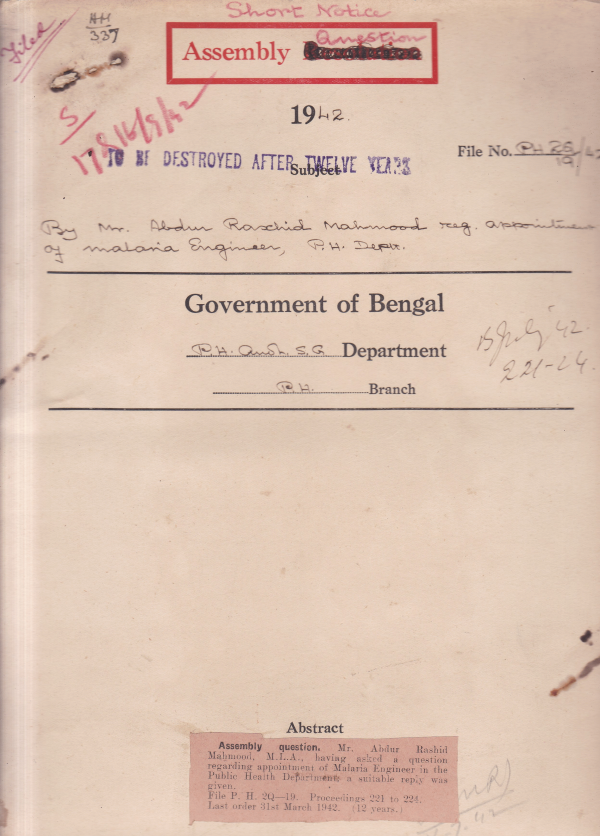 Short Notice
Filed
HH
337
Question
Assembly
1942.
S
17816/9/42
TO BE DESTROYED AFTER TWELVE YEARS
File No. PH 2Q/19/42
Subject
By Mr. Abdur Raschid Mahmood reg. appointment
of malaria Engineer, P.H. Deptt.
Government of Bengal
P.H. and L.S.G Department
B July '42.
221-24.
P.H. Branch
Abstract
Assembly question. Mr. Abdur Rashid
Mahmood, M.L.A., having asked a question
regarding appointment of Malaria Engineer in
the Public Health Department, a suitable reply was
given.
File P. H. 2Q—19. Proceedings 221 to 224.
Last order 31st March 1942. (12 years.)